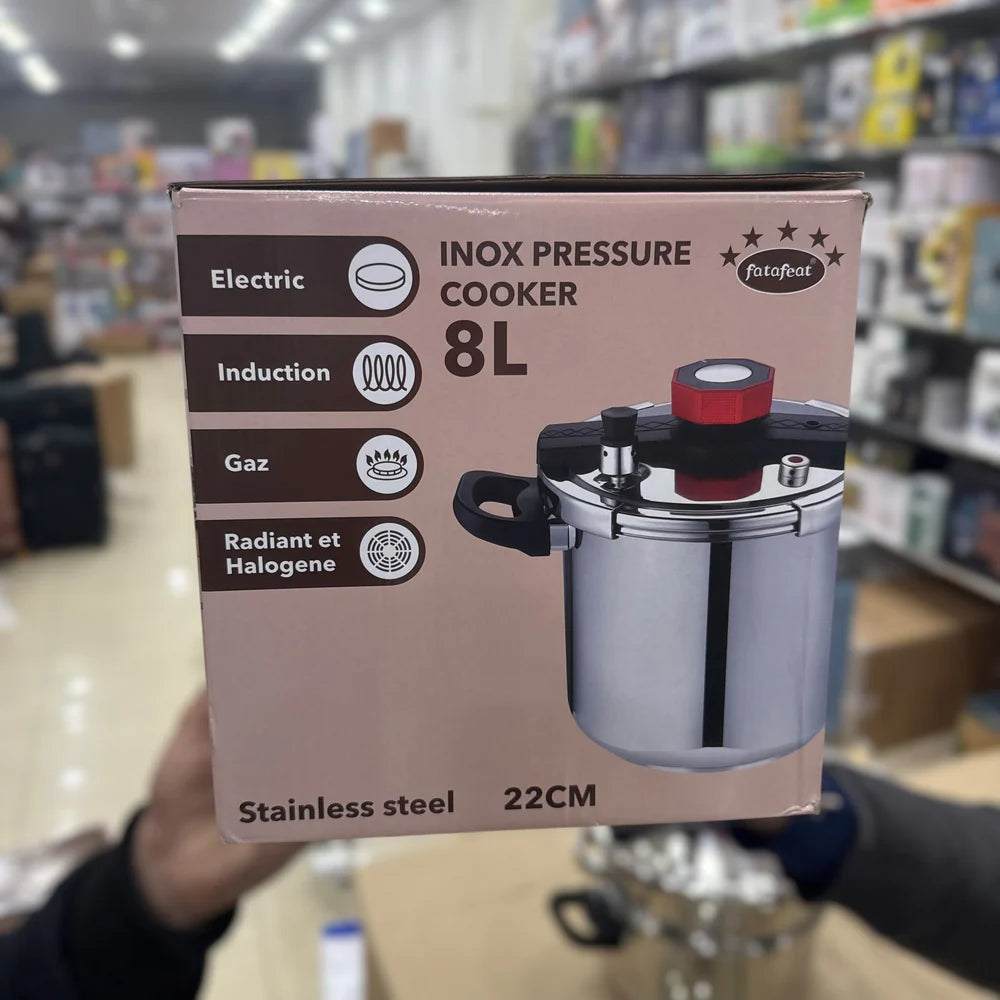 Electric
Induction
Gaz
Radiant et
Halogene
INOX PRESSURE
COOKER
8L
fatafeat
Stainless steel 22CM